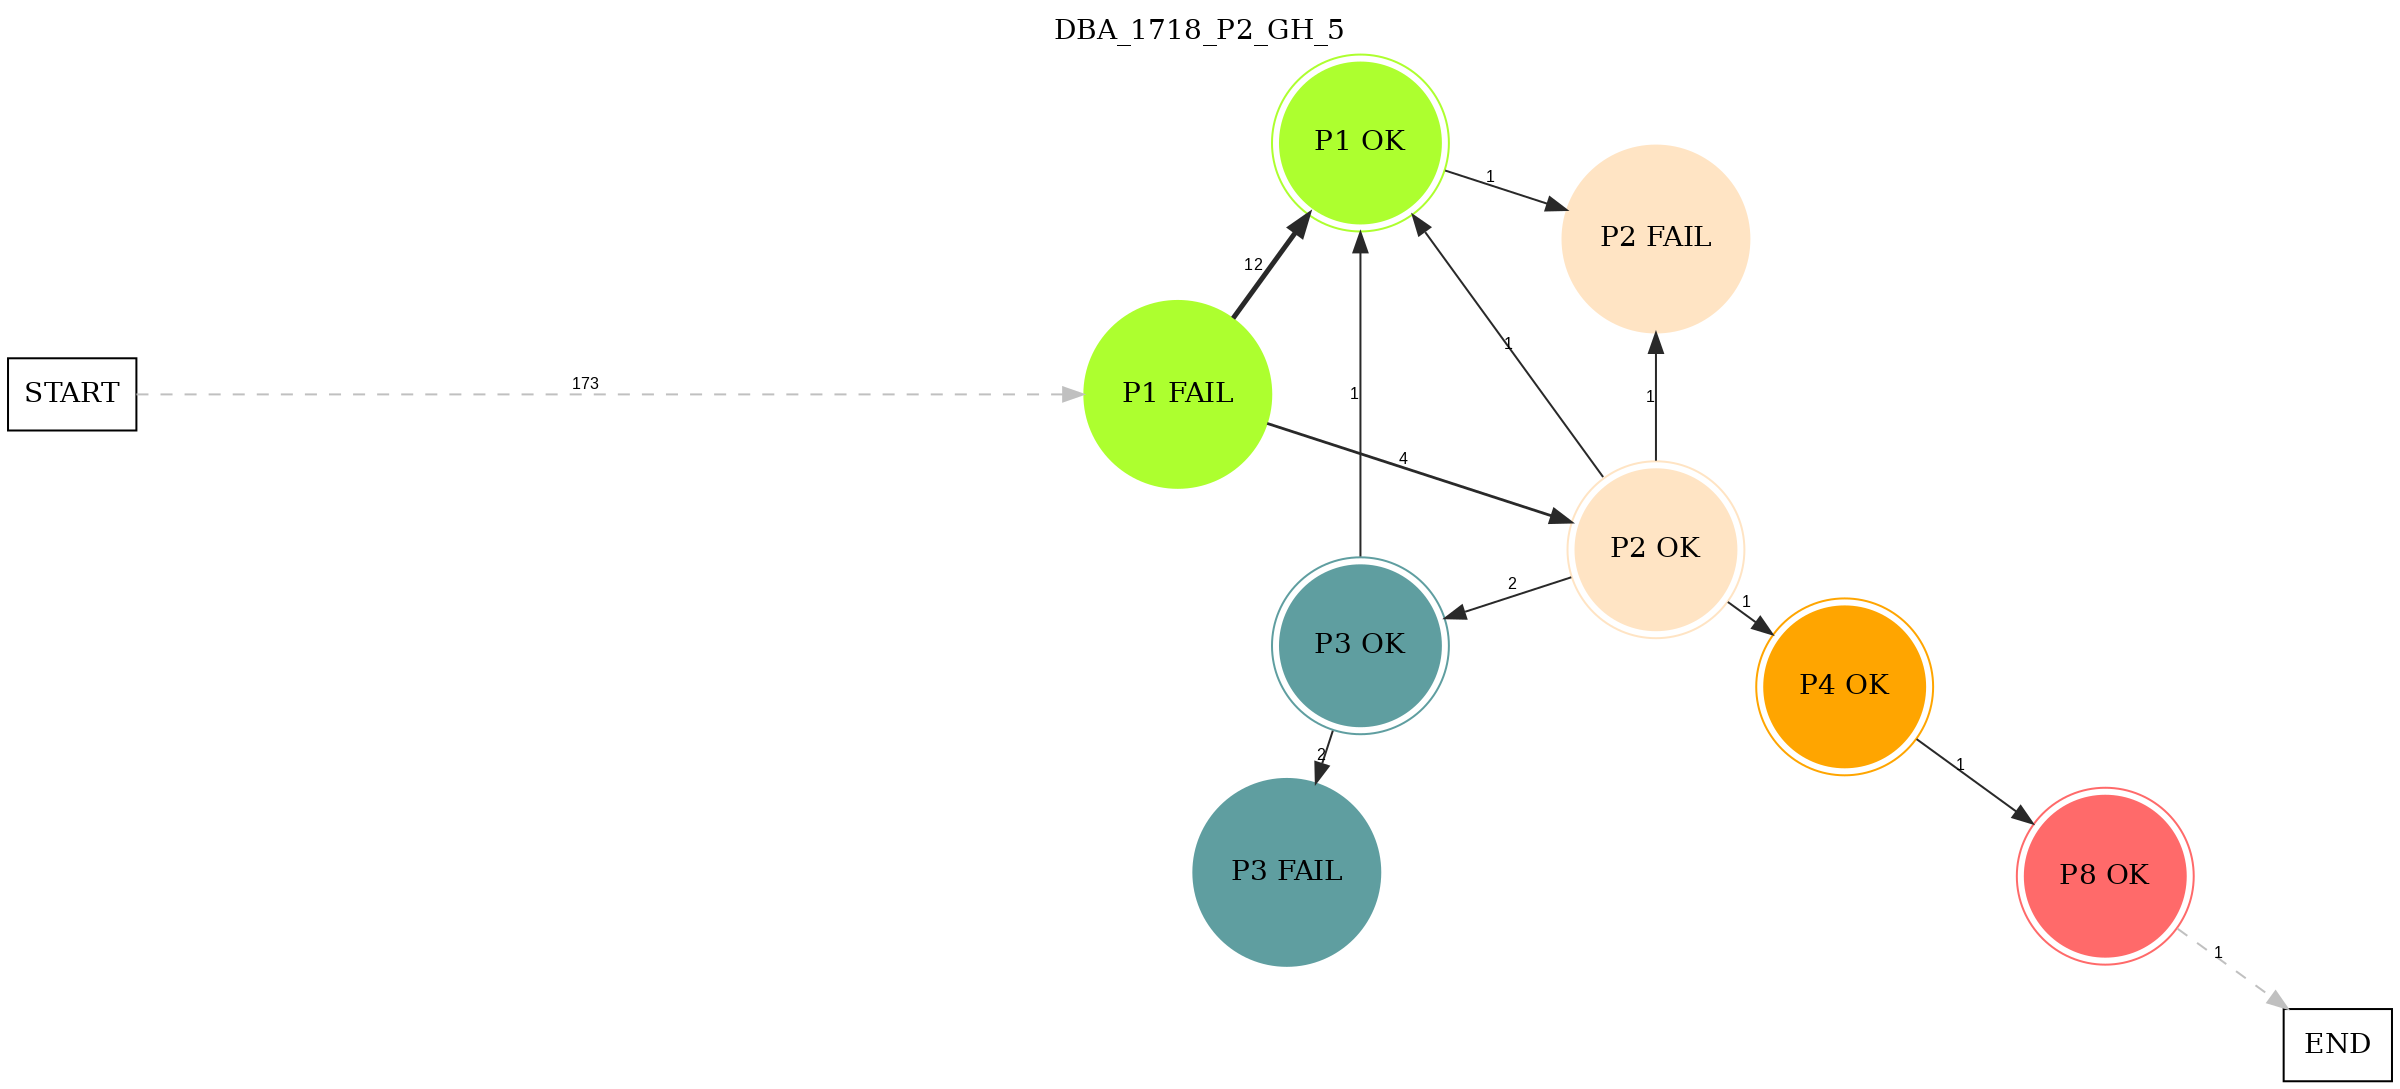 DBA_1718_P2_GH_5
P1 OK
1
P2 FAIL
12
1
START
173
P1 FAIL
1
1
4
P2 OK
2
1
P3 OK
P4 OK
2
1
P3 FAIL
P8 OK
1
END